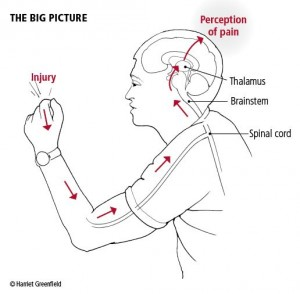 THE BIG PICTURE
Perception
of pain
Injury
Thalamus
Brainstem
Spinal cord
© Harriet Greenfield